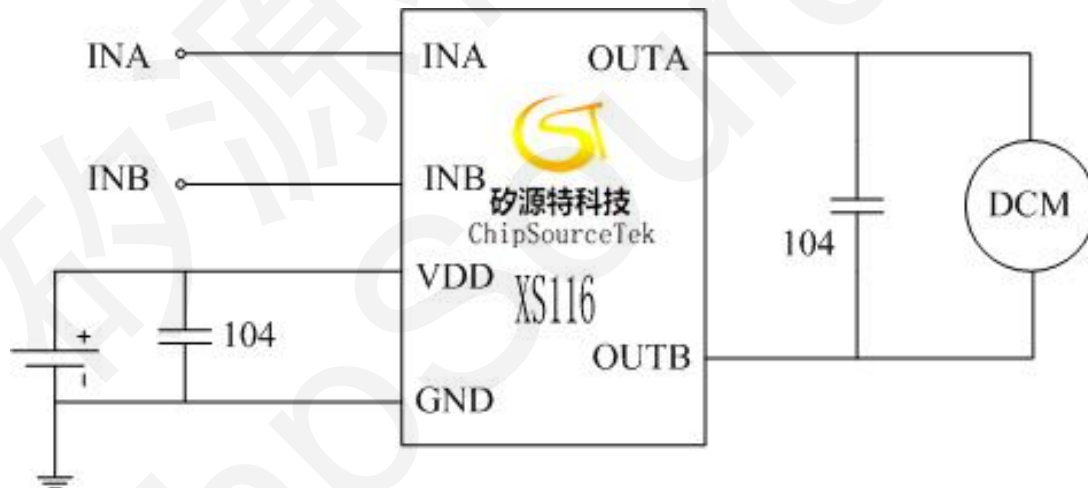 INA
INA
OUTA
INB
INB
矽源特科技
ChipSourceTek
DCM
104
VDD
XS116
+
104
OUTB
-
GND